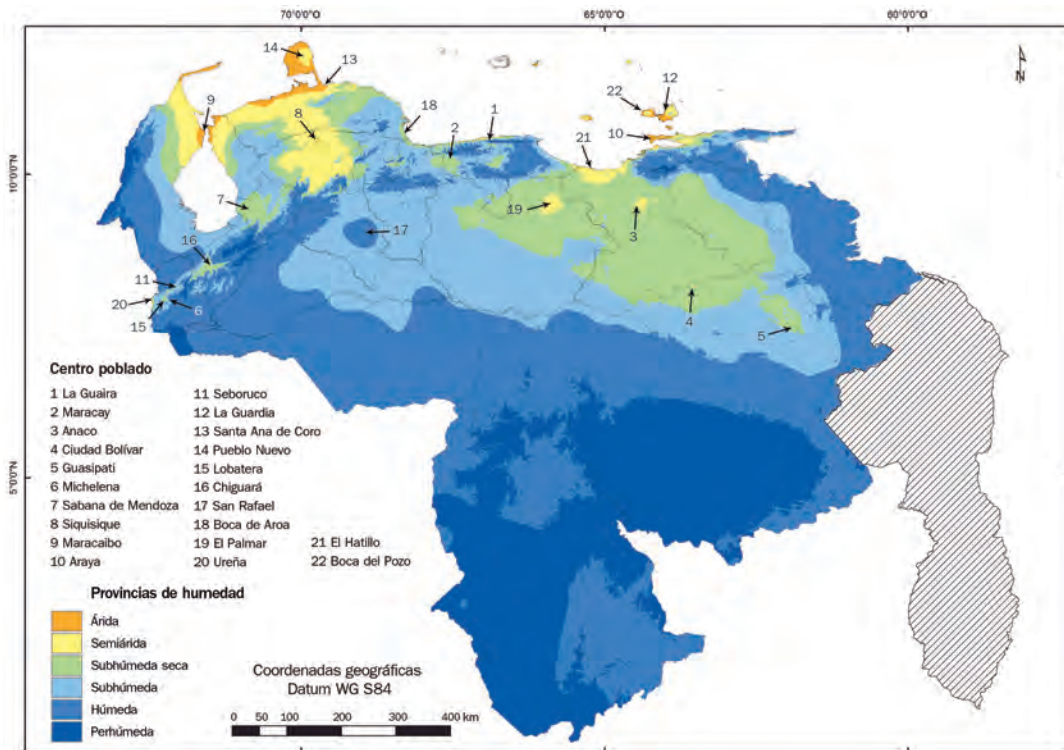 70°0'0"O
65°0'0"O
60°0'0"O
10°0'0"N
5°0'0"N
N
14
13
9
8
18
1
2
22
12
10
21
7
19
3
17
16
11
20
15
6
4
5
Centro poblado
1 La Guaira
2 Maracay
3 Anaco
4 Ciudad Bolívar
5 Guasipati
6 Michelena
7 Sabana de Mendoza
8 Siquisique
9 Maracaibo
10 Araya
11 Seboruco
12 La Guardia
13 Santa Ana de Coro
14 Pueblo Nuevo
15 Lobatera
16 Chiguará
17 San Rafael
18 Boca de Aroa
19 El Palmar
20 Ureña
21 El Hatillo
22 Boca del Pozo
Provincias de humedad
Árida
Semiárida
Subhúmeda seca
Subhúmeda
Húmeda
Perhúmeda
Coordenadas geográficas
Datum WG S84
0 50 100 200 300 400 km